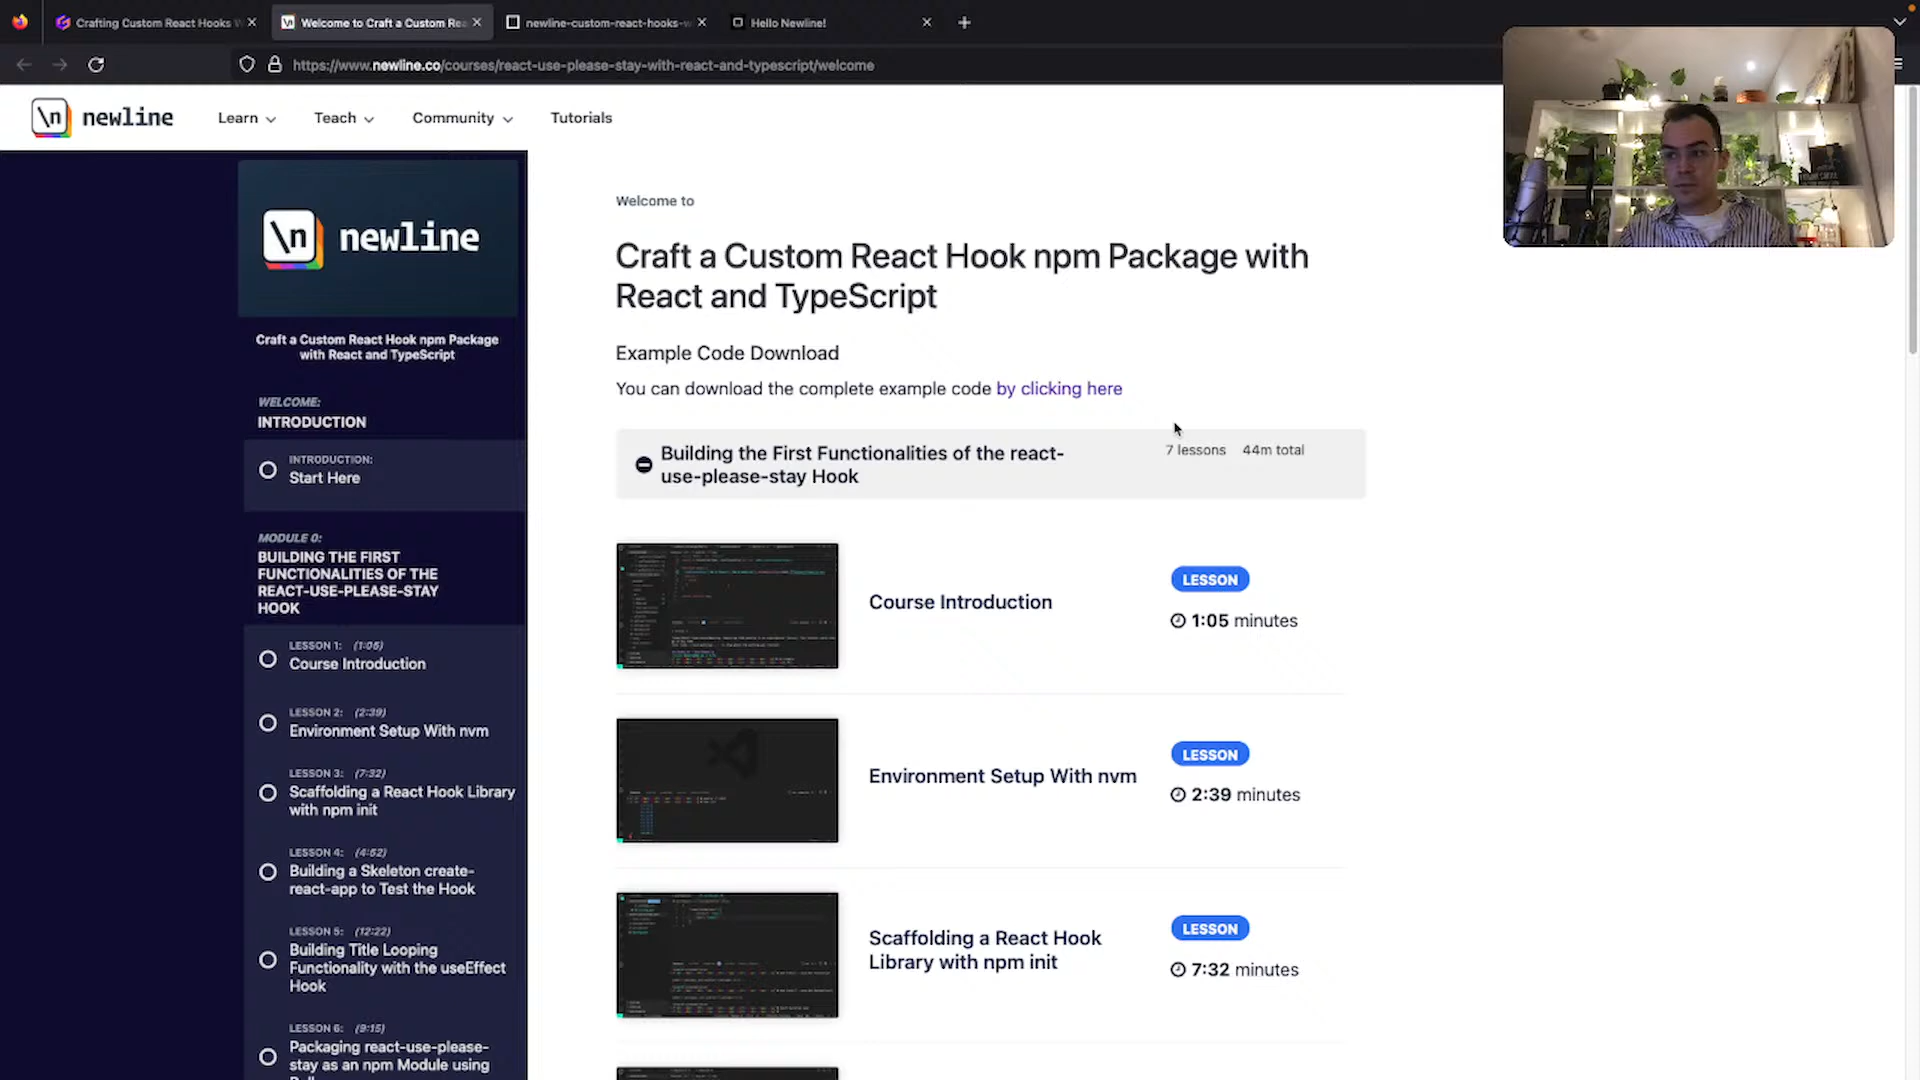 Crafting Custom React Hooks W
Welcome to Craft a Custom Rea
newline-custom-react-hooks-w
Hello Newline!
https://www.newline.co/courses/react-use-please-stay-with-react-and-typescript/welcome
\n newline
Learn
Teach
Community
Tutorials
\n newline
Craft a Custom React Hook npm Package
with React and TypeScript
WELCOME:
INTRODUCTION
INTRODUCTION:
Start Here
MODULE 0:
BUILDING THE FIRST
FUNCTIONALITIES OF THE
REACT-USE-PLEASE-STAY
HOOK
LESSON 1: (1:05)
Course Introduction
LESSON 2: (2:39)
Environment Setup With nvm
LESSON 3: (7:32)
Scaffolding a React Hook Library
with npm init
LESSON 4: (4:52)
Building a Skeleton create-
react-app to Test the Hook
LESSON 5: (12:22)
Building Title Looping
Functionality with the useEffect
Hook
LESSON 6: (9:15)
Packaging react-use-please-
stay as an npm Module using
Welcome to
Craft a Custom React Hook npm Package with
React and TypeScript
Example Code Download
You can download the complete example code by clicking here
Building the First Functionalities of the react-
use-please-stay Hook
7 lessons 44m total
Course Introduction
LESSON
1:05 minutes
Environment Setup With nvm
LESSON
2:39 minutes
Scaffolding a React Hook
Library with npm init
LESSON
7:32 minutes